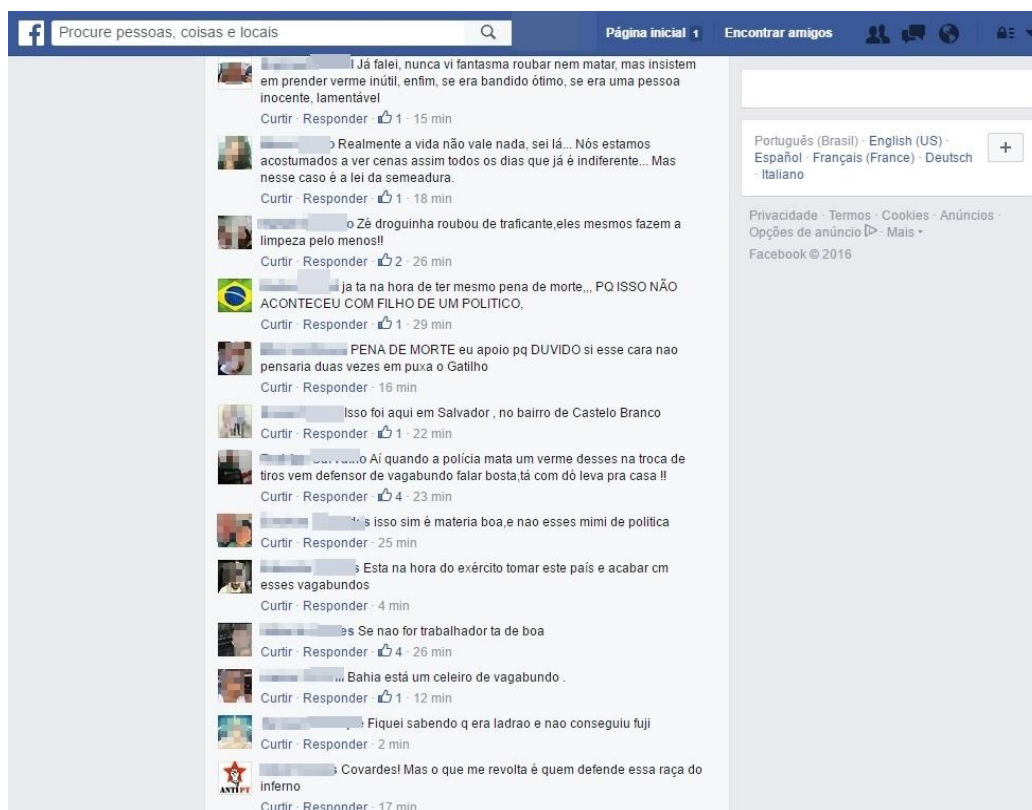 f
Procure pessoas, coisas e locais
Página inicial 1
Encontrar amigos
Já falei, nunca vi fantasma roubar nem matar, mas insistem
em prender verme inútil, enfim, se era bandido ótimo, se era uma pessoa
inocente, lamentável
Curtir · Responder · 1 · 15 min
Realmente a vida não vale nada, sei lá... Nós estamos
acostumados a ver cenas assim todos os dias que já é indiferente... Mas
nesse caso é a lei da semeadura.
Curtir · Responder · 1 · 18 min
Zé droguinha roubou de traficante,eles mesmos fazem a
limpeza pelo menos!!
Curtir · Responder · 2 · 26 min
ja ta na hora de ter mesmo pena de morte,,, PQ ISSO NÃO
ACONTECEU COM FILHO DE UM POLITICO,
Curtir · Responder · 1 · 29 min
PENA DE MORTE eu apoio pq DUVIDO si esse cara nao
pensaria duas vezes em puxa o Gatilho
Curtir · Responder · 16 min
Isso foi aqui em Salvador , no bairro de Castelo Branco
Curtir · Responder · 1 · 22 min
Aí quando a polícia mata um verme desses na troca de
tiros vem defensor de vagabundo falar bosta,tá com dó leva pra casa !!
Curtir · Responder · 4 · 23 min
isso sim è materia boa,e nao esses mimi de politica
Curtir · Responder · 25 min
Esta na hora do exército tomar este país e acabar cm
esses vagabundos
Curtir · Responder · 4 min
Se nao for trabalhador ta de boa
Curtir · Responder · 4 · 26 min
Bahia está um celeiro de vagabundo .
Curtir · Responder · 1 · 12 min
Fiquei sabendo q era ladrao e nao conseguiu fuji
Curtir · Responder · 2 min
ANTI PT
Covardes! Mas o que me revolta é quem defende essa raça do
inferno
Curtir · Responder · 17 min
Português (Brasil) · English (US) ·
Español · Français (France) · Deutsch
· Italiano
+
Privacidade · Termos · Cookies · Anúncios ·
Opções de anúncio · Mais
Facebook © 2016